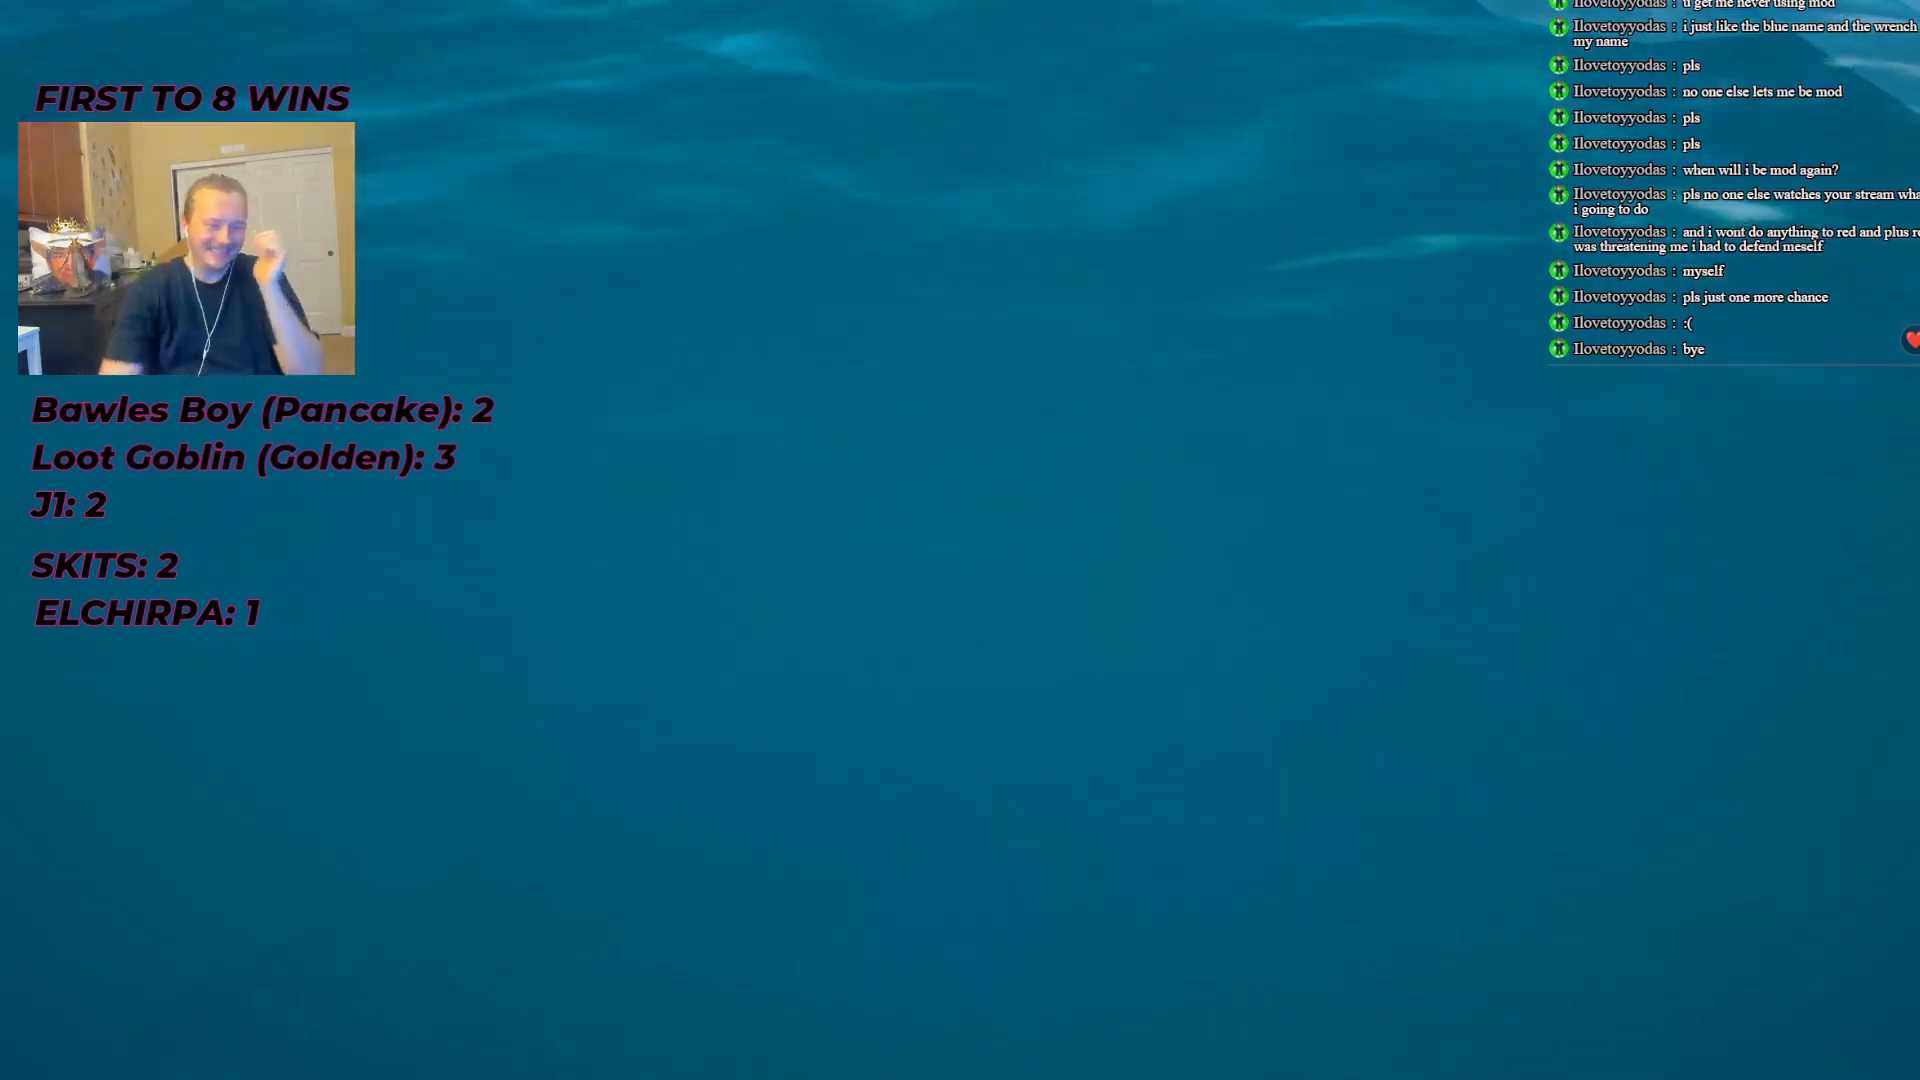 FIRST TO 8 WINS
Bawles Boy (Pancake): 2
Loot Goblin (Golden): 3
J1: 2
SKITS: 2
ELCHIRPA: 1
Ilovetoyyodas : u get me never using mod
Ilovetoyyodas : i just like the blue name and the wrench
my name
Ilovetoyyodas : pls
Ilovetoyyodas : no one else lets me be mod
Ilovetoyyodas : pls
Ilovetoyyodas : pls
Ilovetoyyodas : when will i be mod again?
Ilovetoyyodas : pls no one else watches your stream
i going to do
Ilovetoyyodas : and i wont do anything to red and plus
was threatening me i had to defend meself
Ilovetoyyodas : myself
Ilovetoyyodas : pls just one more chance
Ilovetoyyodas : :(
Ilovetoyyodas : bye